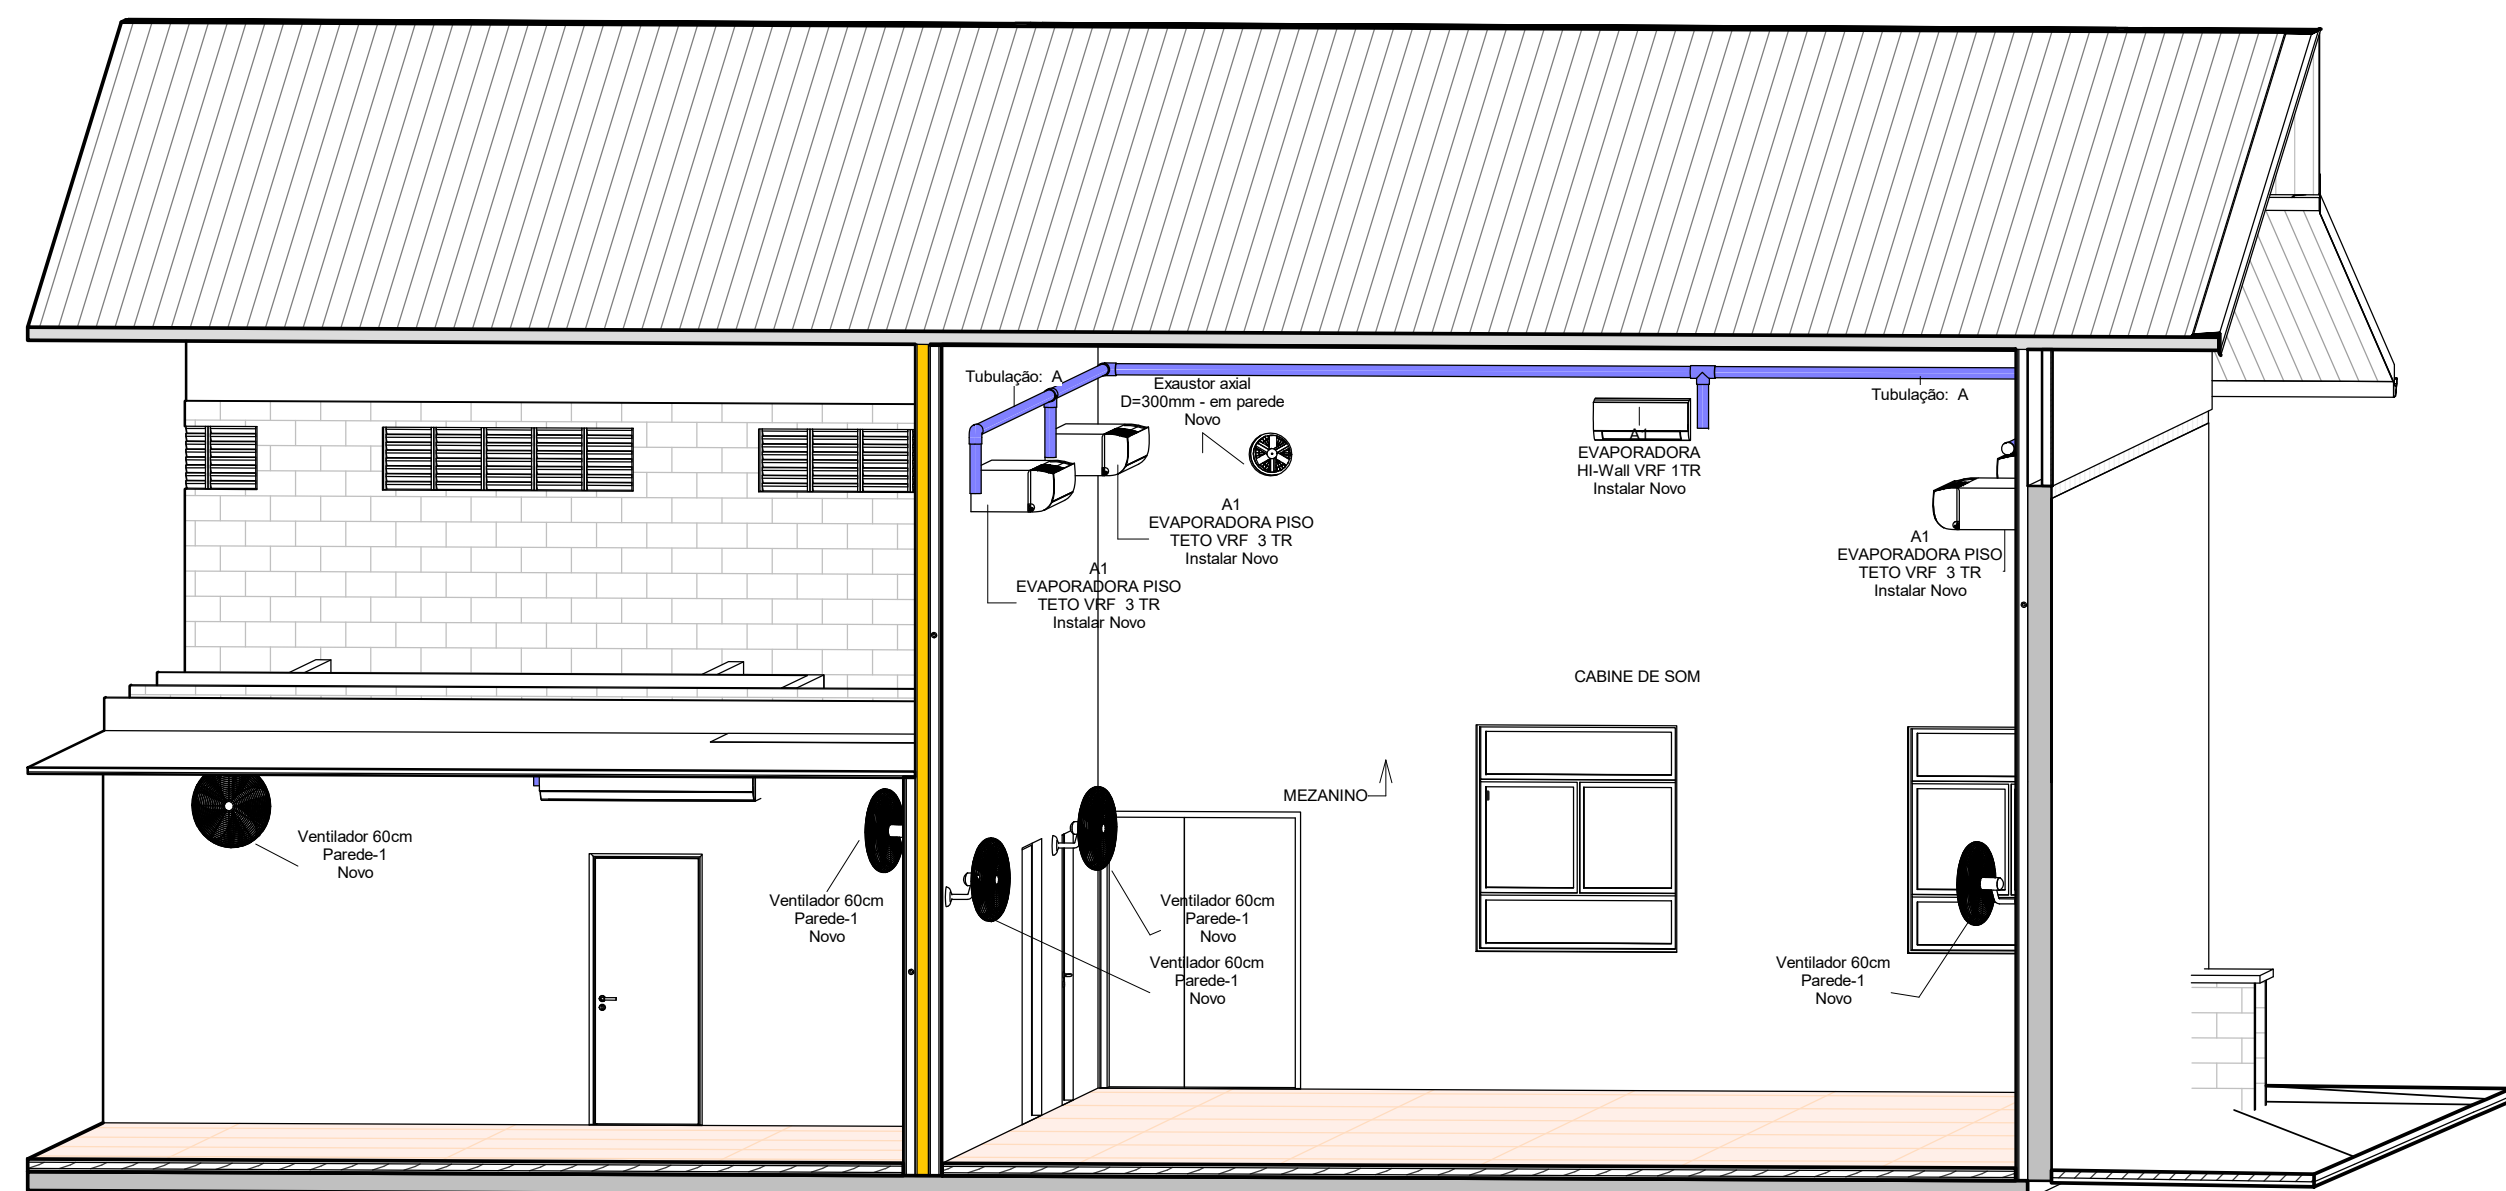 Tubulação:  A
Exaustor axial
D=300mm - em parede
Novo
Tubulação:  A
A1
EVAPORADORA
HI-Wall VRF 1TR
Instalar Novo
A1
EVAPORADORA PISO
TETO VRF  3 TR
Instalar Novo
A1
EVAPORADORA PISO
TETO VRF  3 TR
Instalar Novo
A1
EVAPORADORA PISO
TETO VRF  3 TR
Instalar Novo
CABINE DE SOM
MEZANINO
Ventilador 60cm
Parede-1
Novo
Ventilador 60cm
Parede-1
Novo
Ventilador 60cm
Parede-1
Novo
Ventilador 60cm
Parede-1
Novo
Ventilador 60cm
Parede-1
Novo